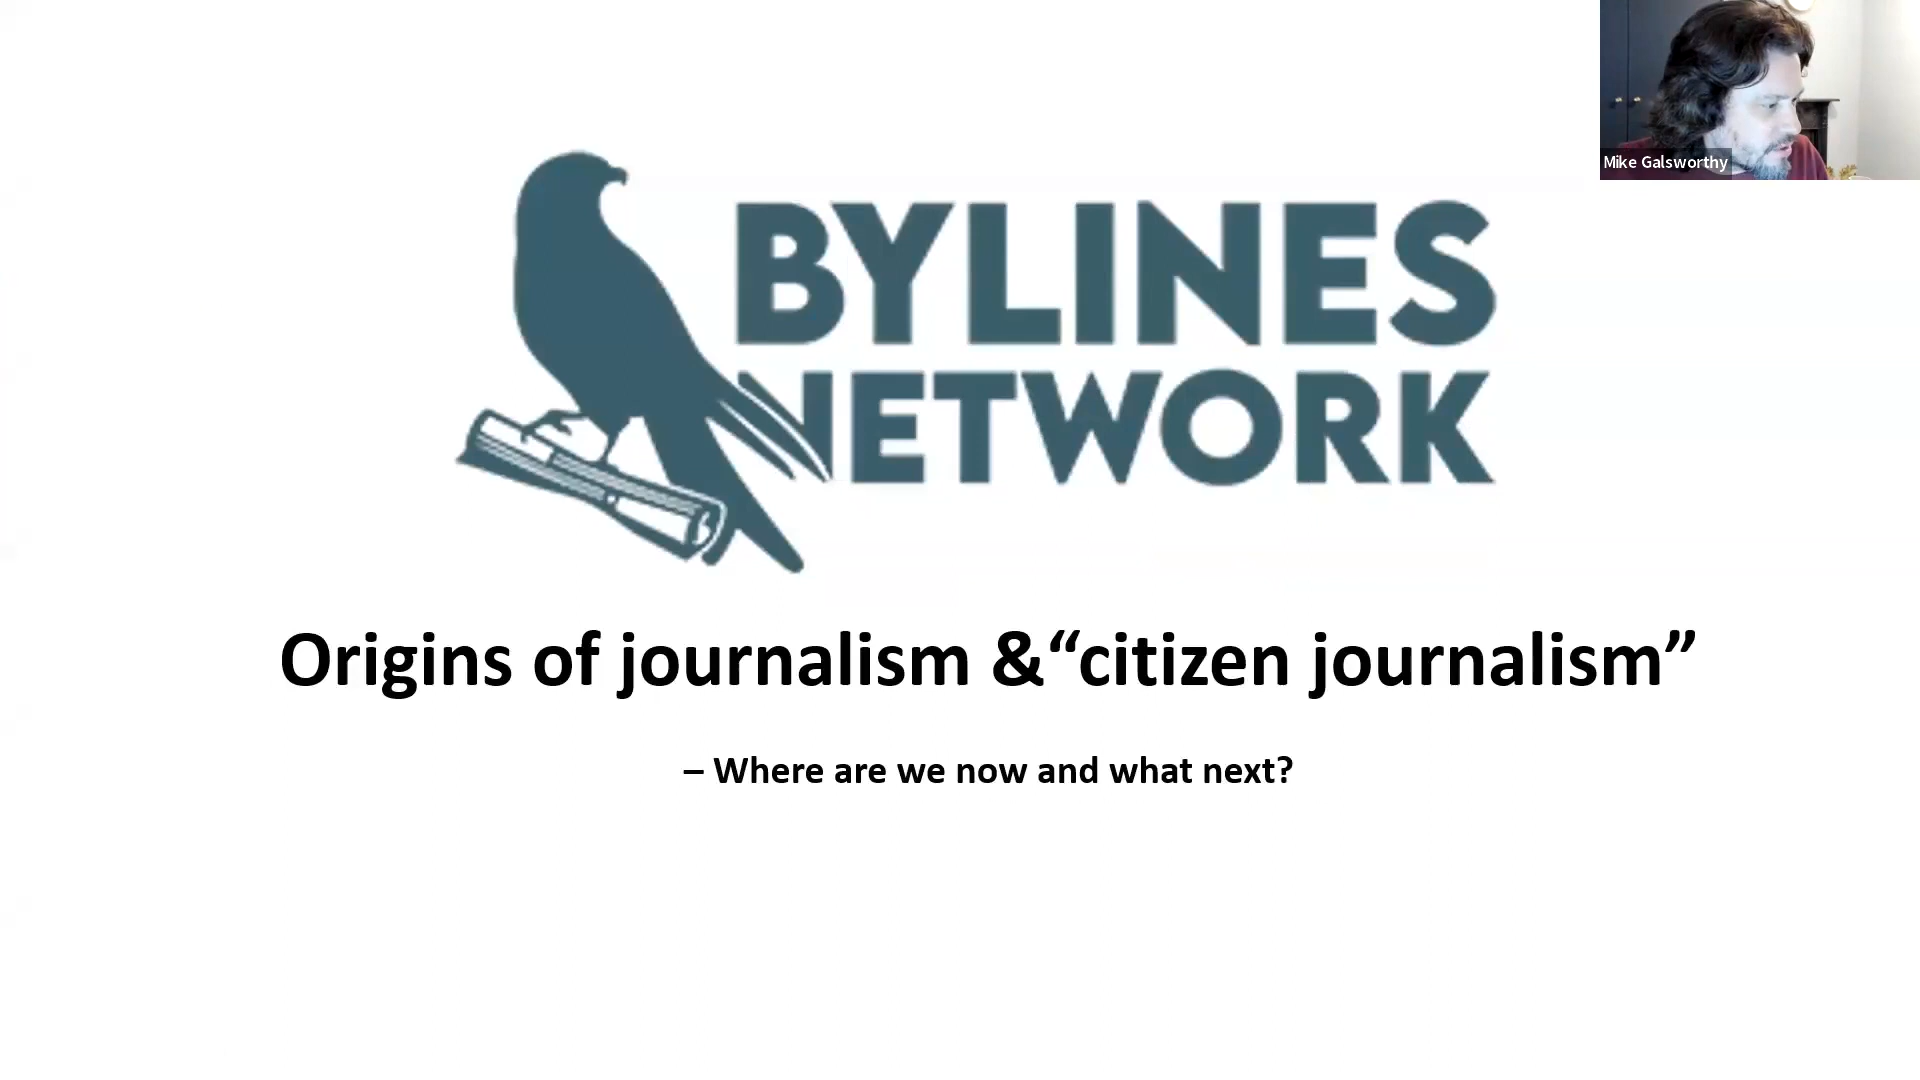 Mike Galsworthy
BYLINES
NETWORK
Origins of journalism &“citizen journalism”
– Where are we now and what next?